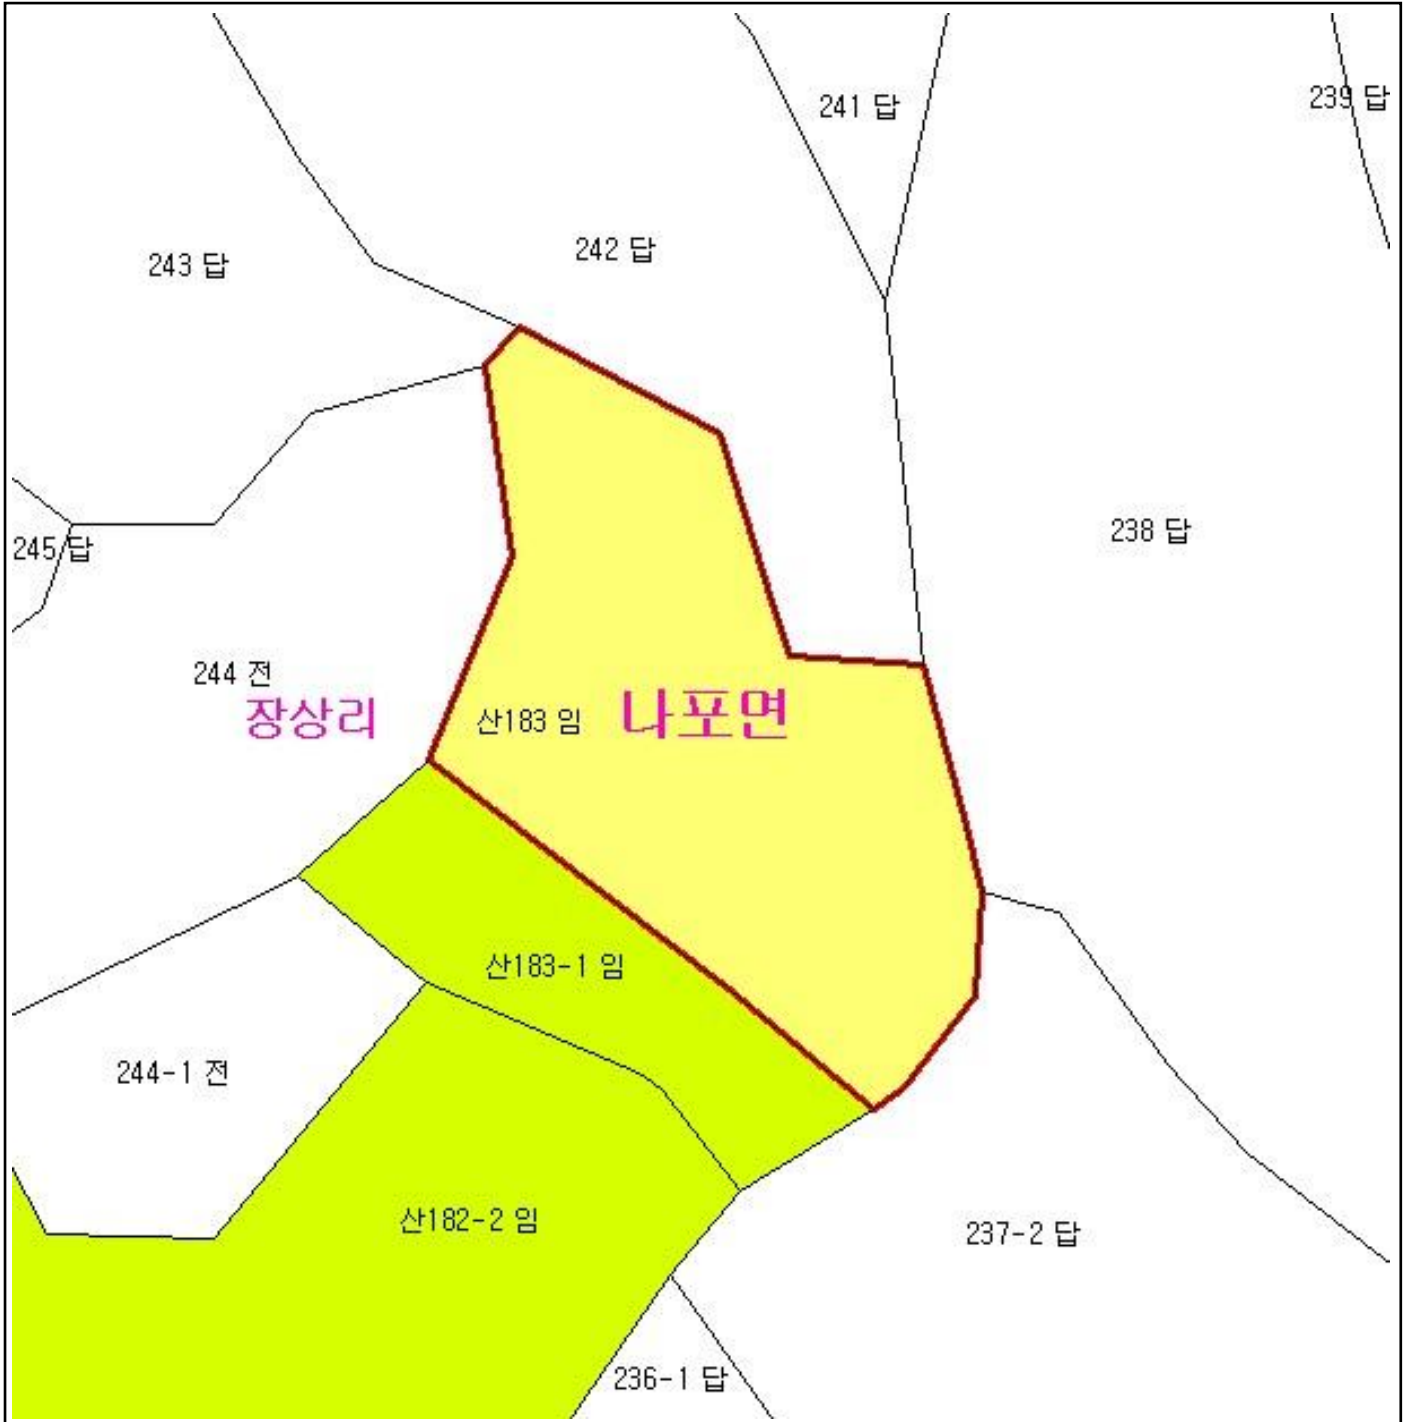 241 답
239 답
242 답
243 답
238 답
245 답
244 전
장상리
산183 임
나포면
산183-1 임
244-1 전
산182-2 임
237-2 답
236-1 답